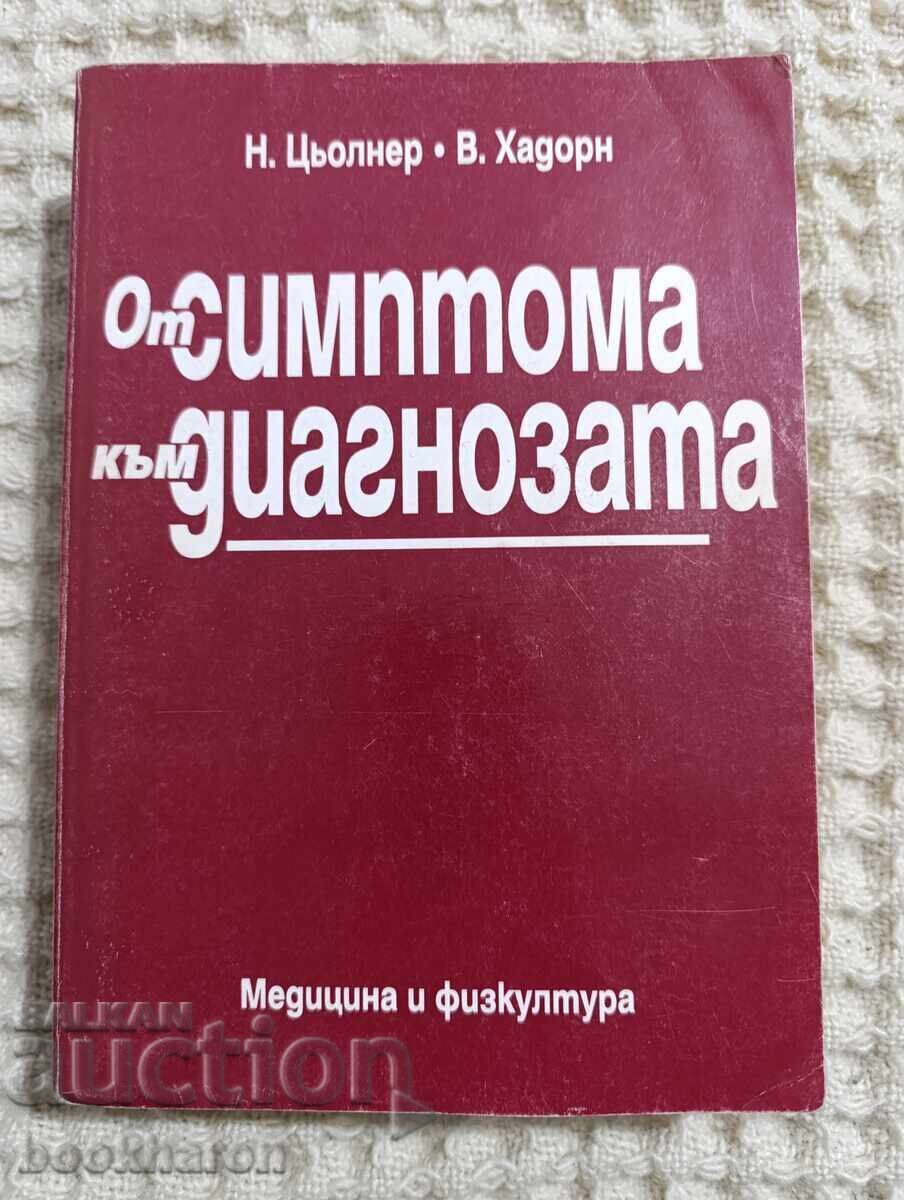 Н. Цьолнер • В. Хадорн
От симптома
към диагнозата
Медицина и физкултура
BALKAN
auction
bookharon